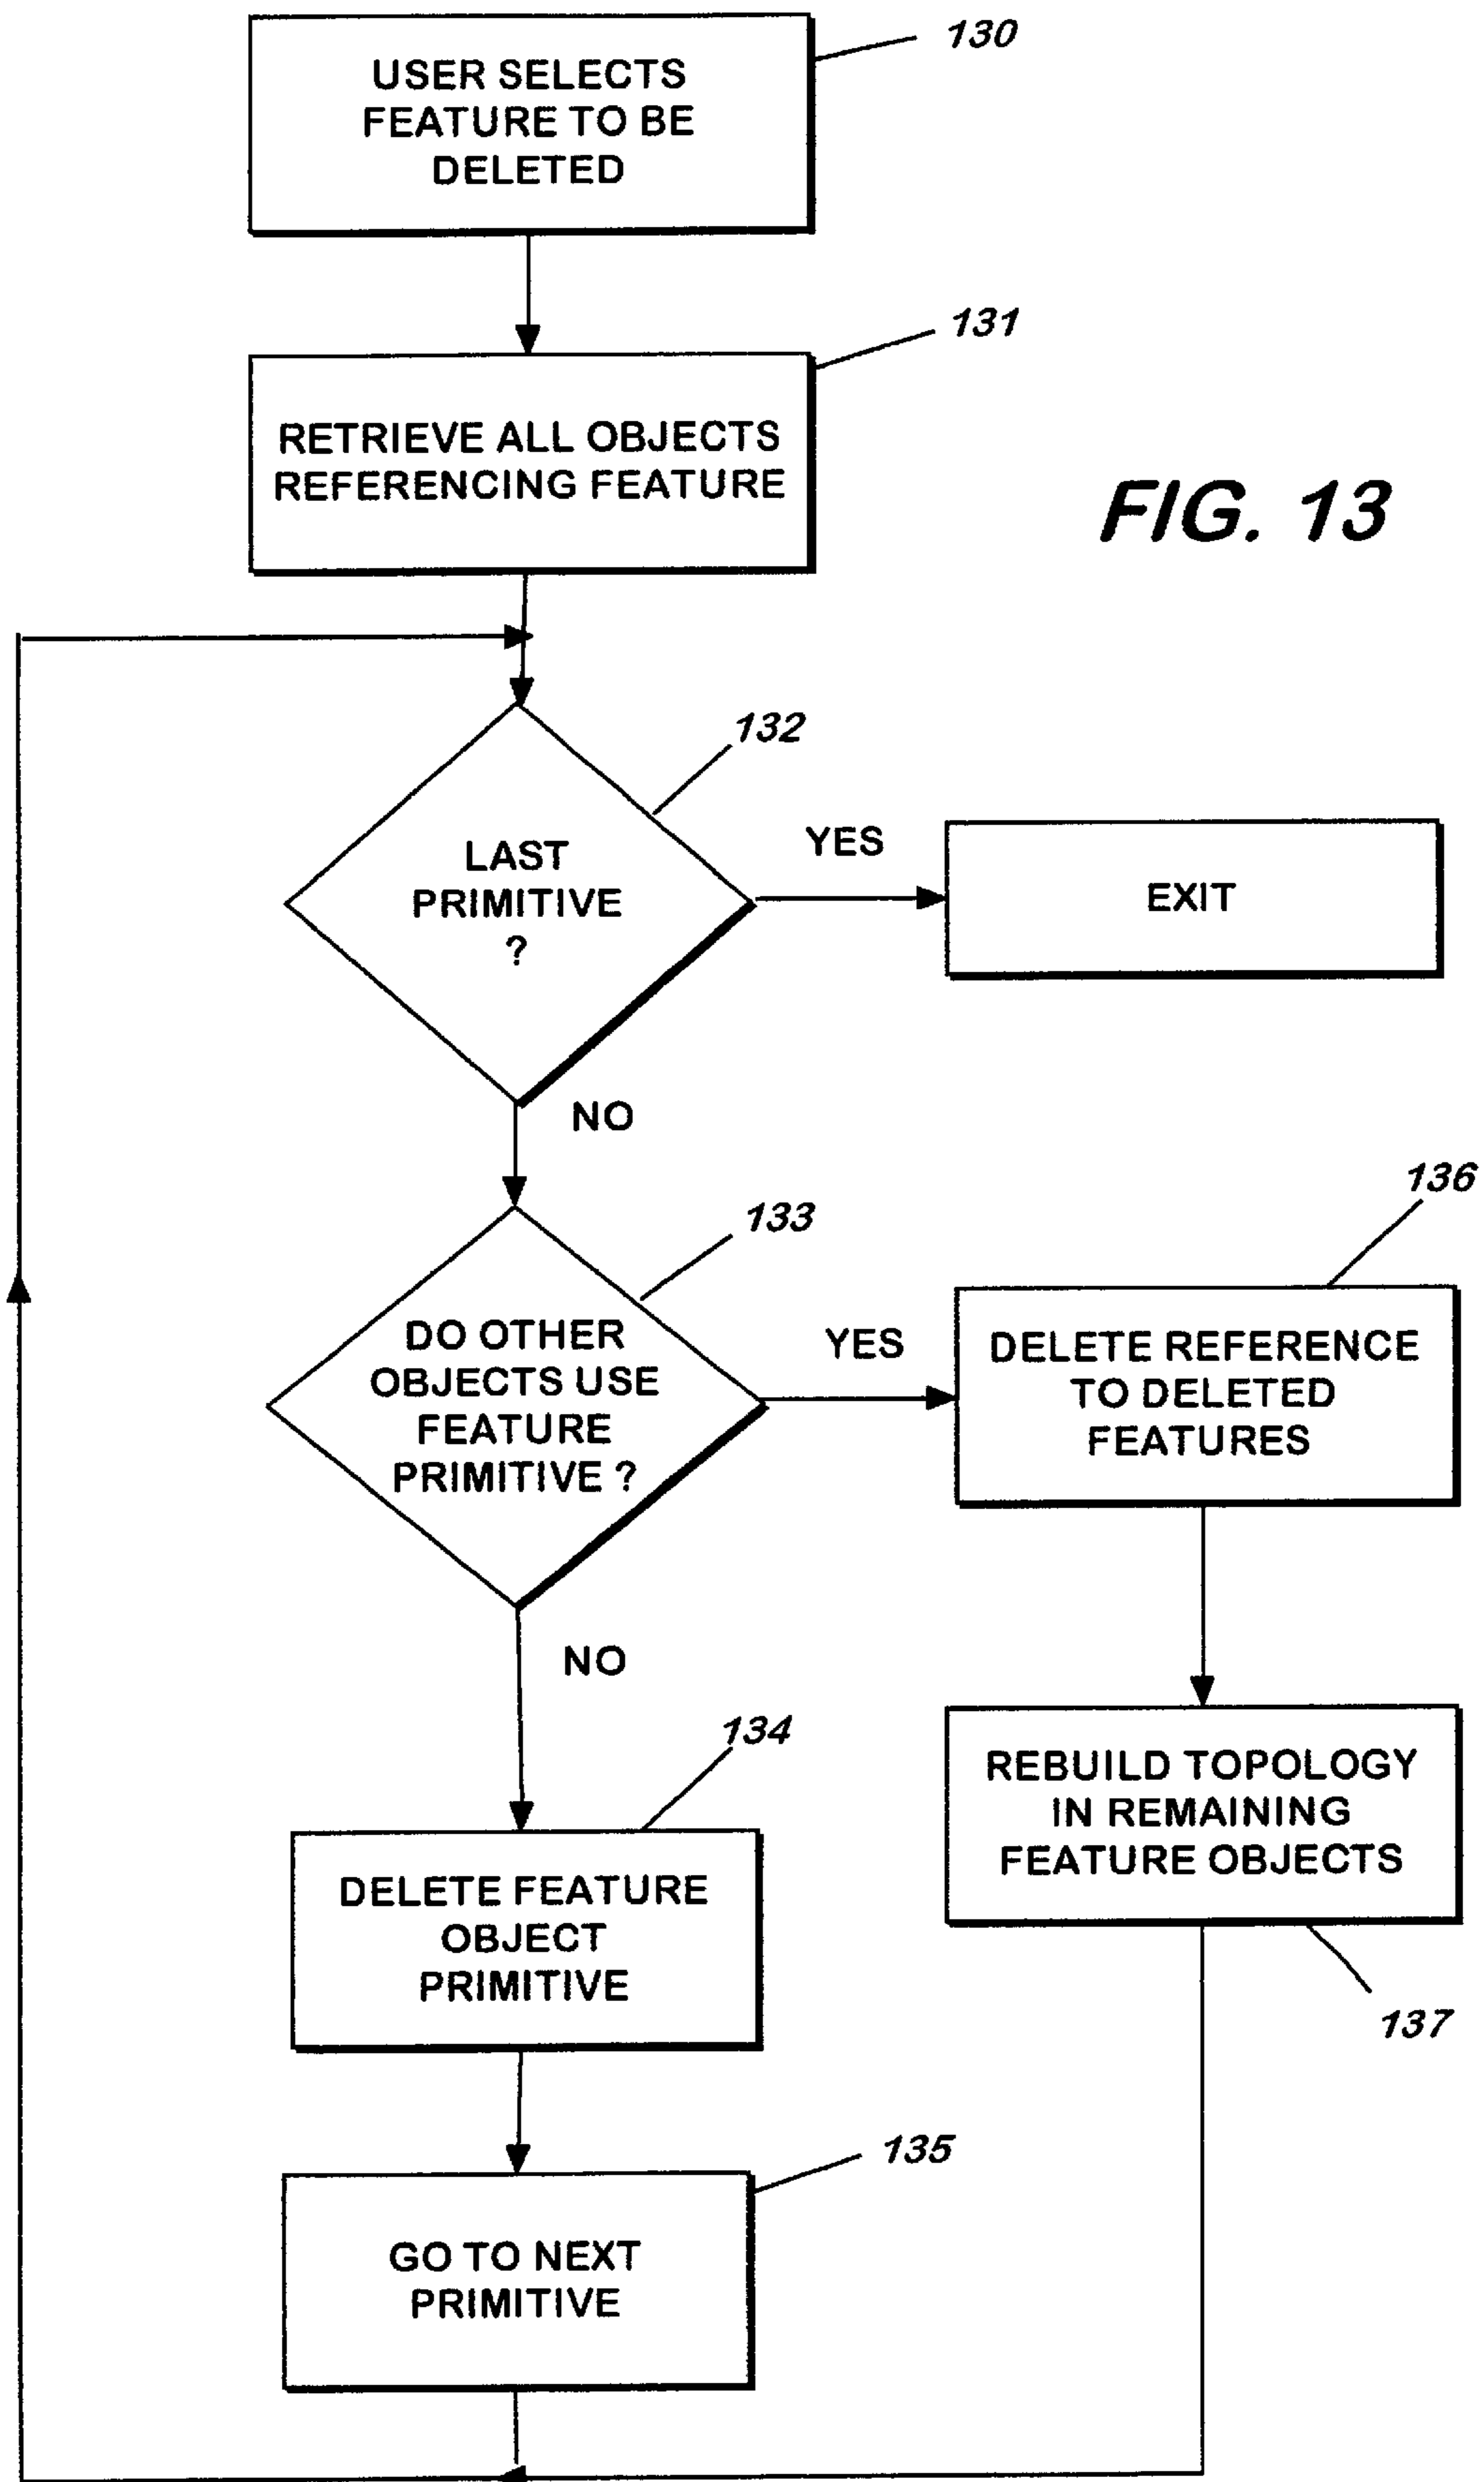 130
USER SELECTS
FEATURE TO BE
DELETED
131
RETRIEVE ALL OBJECTS
REFERENCING FEATURE
FIG. 13
132
LAST
PRIMITIVE
?
YES
EXIT
NO
133
DO OTHER
OBJECTS USE
FEATURE
PRIMITIVE ?
YES
136
DELETE REFERENCE
TO DELETED
FEATURES
NO
134
DELETE FEATURE
OBJECT
PRIMITIVE
REBUILD TOPOLOGY
IN REMAINING
FEATURE OBJECTS
137
135
GO TO NEXT
PRIMITIVE